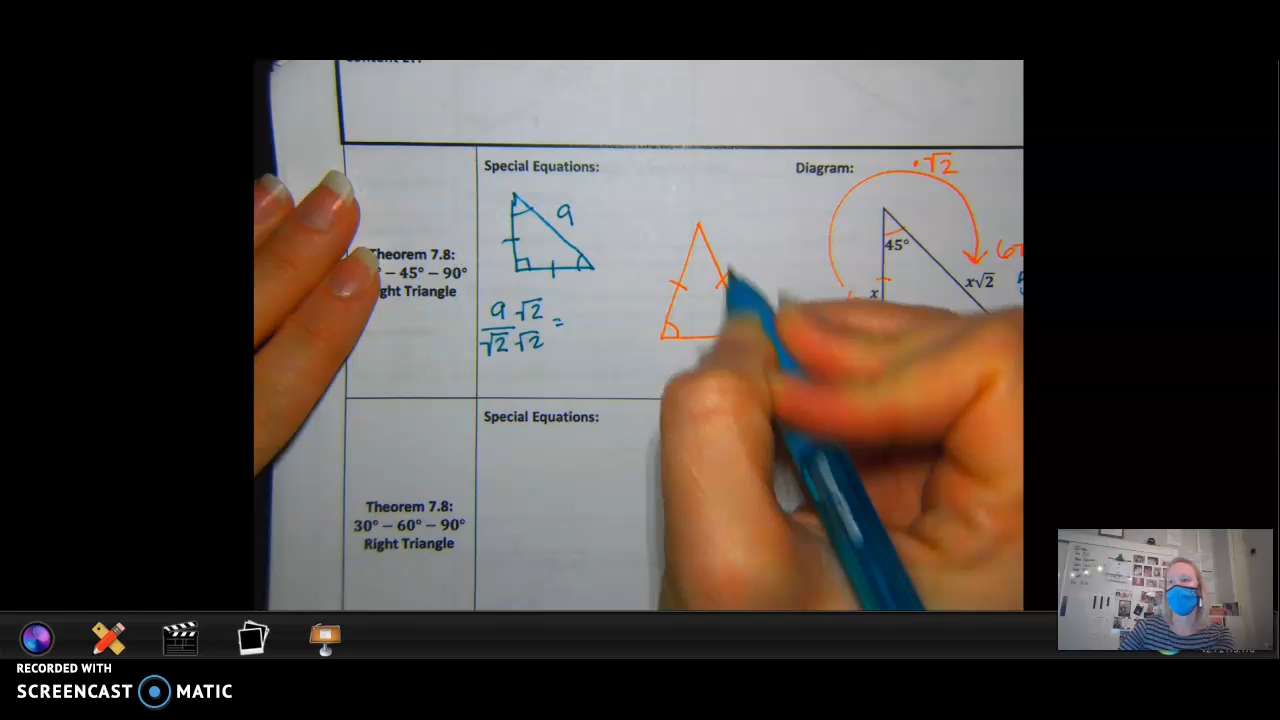 Special Equations:
Diagram:
·√2
9
45°
Theorem 7.8:
− 45° − 90°
Right Triangle
x√2
x
9 √2
=
√2 √2
Special Equations:
Theorem 7.8:
30° − 60° − 90°
Right Triangle
RECORDED WITH
SCREENCAST MATIC